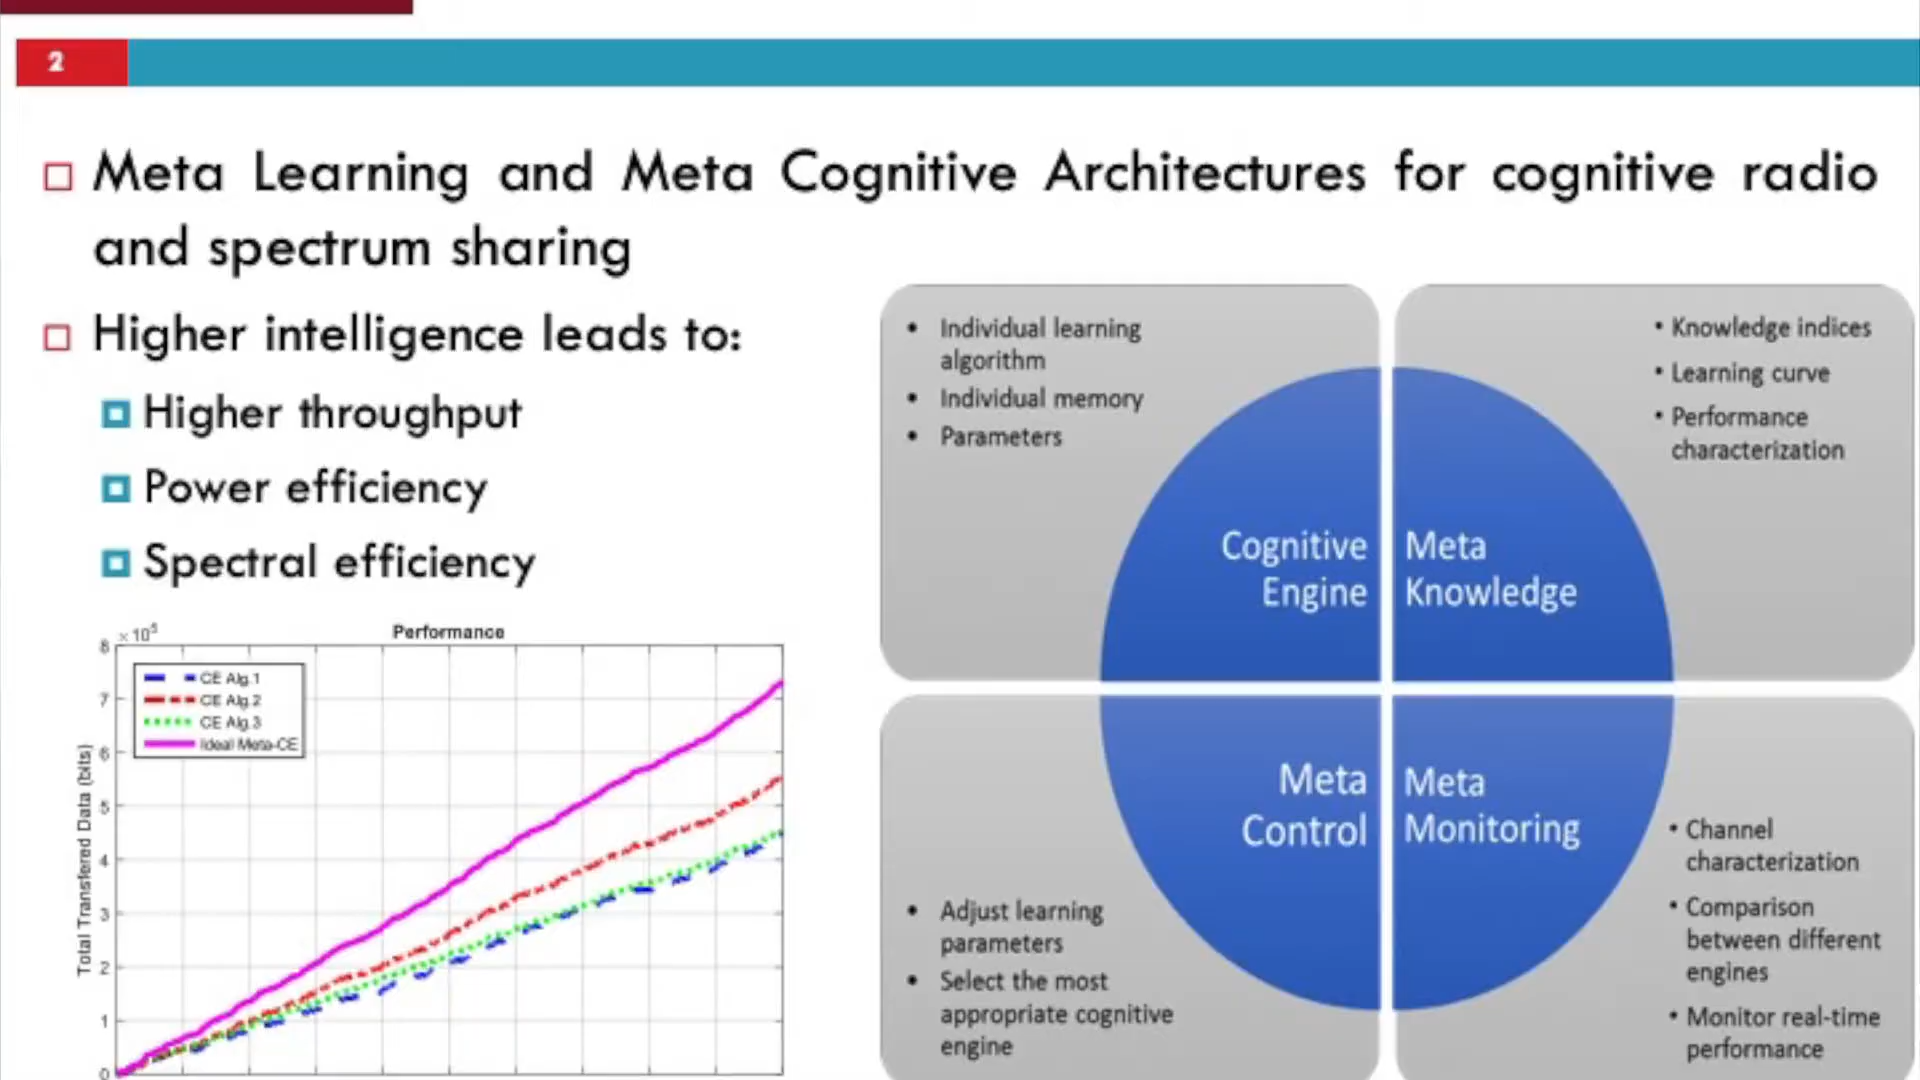 2
Meta Learning and Meta Cognitive Architectures for cognitive radio
and spectrum sharing
Higher intelligence leads to:
Higher throughput
Power efficiency
Spectral efficiency
Performance
× 10⁵
8
7
6
5
4
3
2
1
0
Total Transfered Data (bits)
CE Alg.1
CE Alg.2
CE Alg.3
Ideal Meta-CE
• Individual learning
algorithm
• Individual memory
• Parameters
Cognitive
Engine
• Knowledge indices
• Learning curve
• Performance
characterization
Meta
Knowledge
Meta
Control
• Adjust learning
parameters
• Select the most
appropriate cognitive
engine
Meta
Monitoring
• Channel
characterization
• Comparison
between different
engines
• Monitor real-time
performance